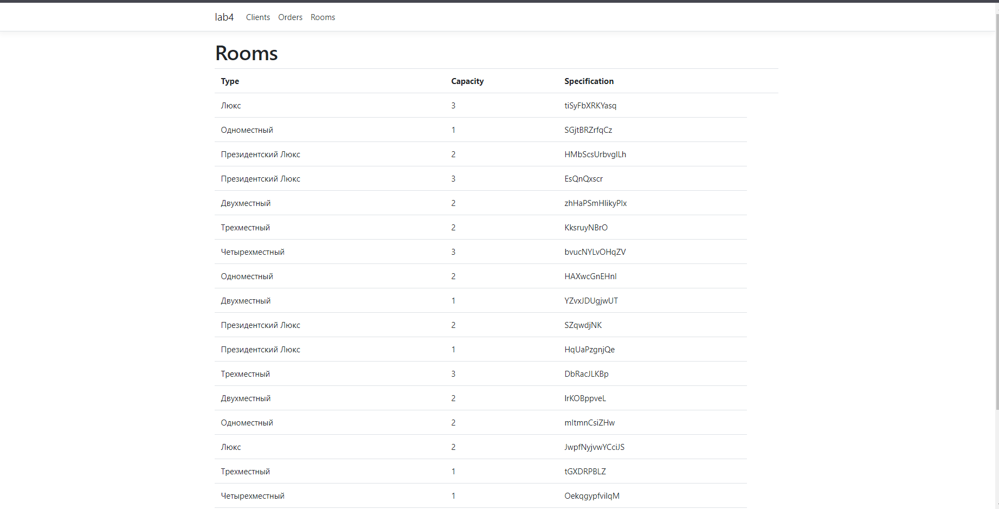 lab4 Clients Orders Rooms
Rooms
Type Capacity Specification
Люкс 3 tiSyFbXRKYasq
Одноместный 1 SGjtBRZrfqCz
Президентский Люкс 2 HMbScsUrbvglLh
Президентский Люкс 3 EsQnQxscr
Двухместный 2 zhHaPSmHlikyPIx
Трехместный 2 KksruyNBrO
Четырехместный 3 bvucNYLvOHqZV
Одноместный 2 HAXwcGnEHnI
Двухместный 1 YZvxJDUgjwUT
Президентский Люкс 2 SZqwdjNK
Президентский Люкс 1 HqUaPzgnjQe
Трехместный 3 DbRacJLKBp
Двухместный 2 IrKOBppveL
Одноместный 2 mItmnCsiZHw
Люкс 2 JwpfNyjvwYCciJS
Трехместный 1 tGXDRPBLZ
Четырехместный 1 OekqgypfvilqM